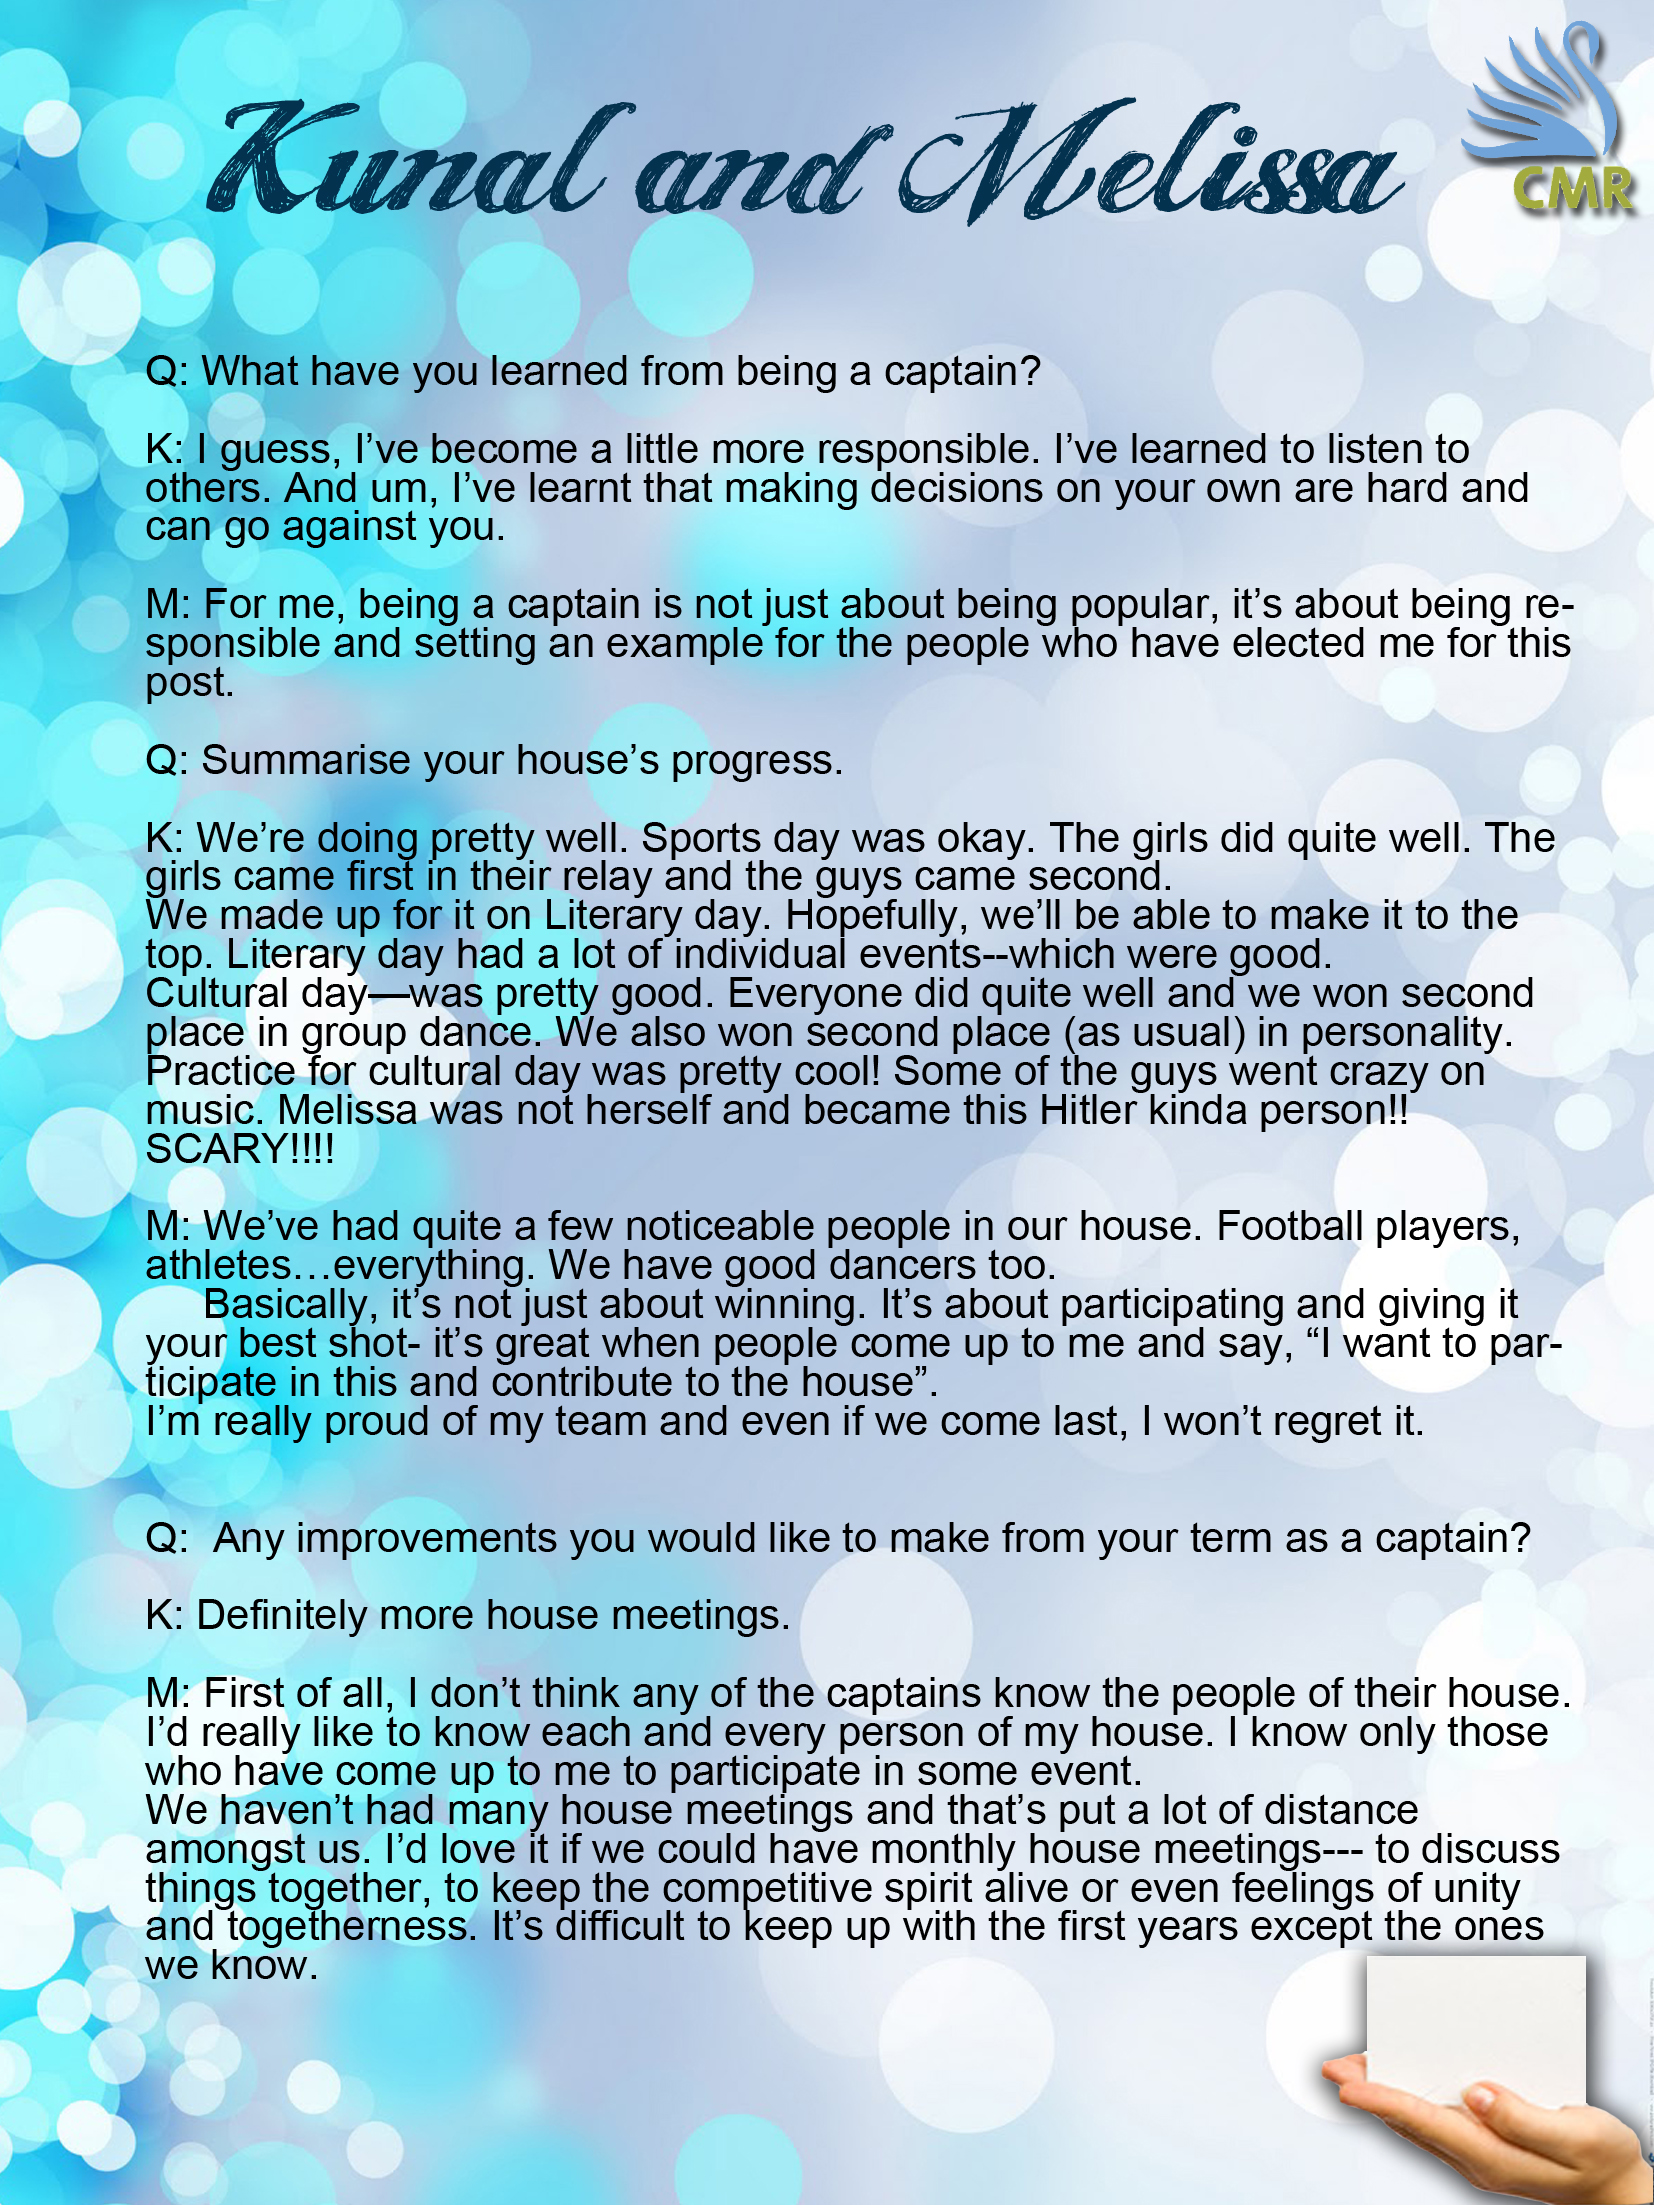 Kunal and Melissa
CMR
Q: What have you learned from being a captain?
K: I guess, I’ve become a little more responsible. I’ve learned to listen to
others. And um, I’ve learnt that making decisions on your own are hard and
can go against you.
M: For me, being a captain is not just about being popular, it’s about being re-
sponsible and setting an example for the people who have elected me for this
post.
Q: Summarise your house’s progress.
K: We’re doing pretty well. Sports day was okay. The girls did quite well. The
girls came first in their relay and the guys came second.
We made up for it on Literary day. Hopefully, we’ll be able to make it to the
top. Literary day had a lot of individual events--which were good.
Cultural day—was pretty good. Everyone did quite well and we won second
place in group dance. We also won second place (as usual) in personality.
Practice for cultural day was pretty cool! Some of the guys went crazy on
music. Melissa was not herself and became this Hitler kinda person!!
SCARY!!!!
M: We’ve had quite a few noticeable people in our house. Football players,
athletes…everything. We have good dancers too.
Basically, it’s not just about winning. It’s about participating and giving it
your best shot- it’s great when people come up to me and say, “I want to par-
ticipate in this and contribute to the house”.
I’m really proud of my team and even if we come last, I won’t regret it.
Q:  Any improvements you would like to make from your term as a captain?
K: Definitely more house meetings.
M: First of all, I don’t think any of the captains know the people of their house.
I’d really like to know each and every person of my house. I know only those
who have come up to me to participate in some event.
We haven’t had many house meetings and that’s put a lot of distance
amongst us. I’d love it if we could have monthly house meetings--- to discuss
things together, to keep the competitive spirit alive or even feelings of unity
and togetherness. It’s difficult to keep up with the first years except the ones
we know.